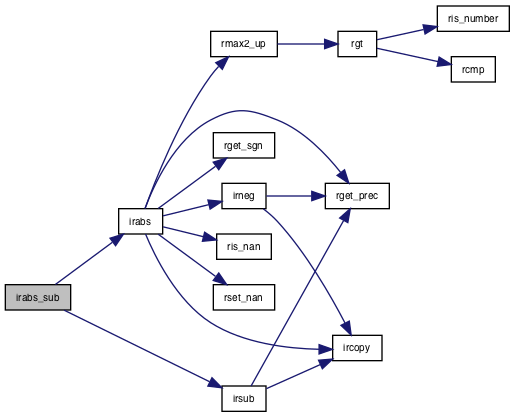 ris_number
rmax2_up
rgt
rcmp
rget_sgn
irneg
rget_prec
irabs
ris_nan
irabs_sub
rset_nan
ircopy
irsub